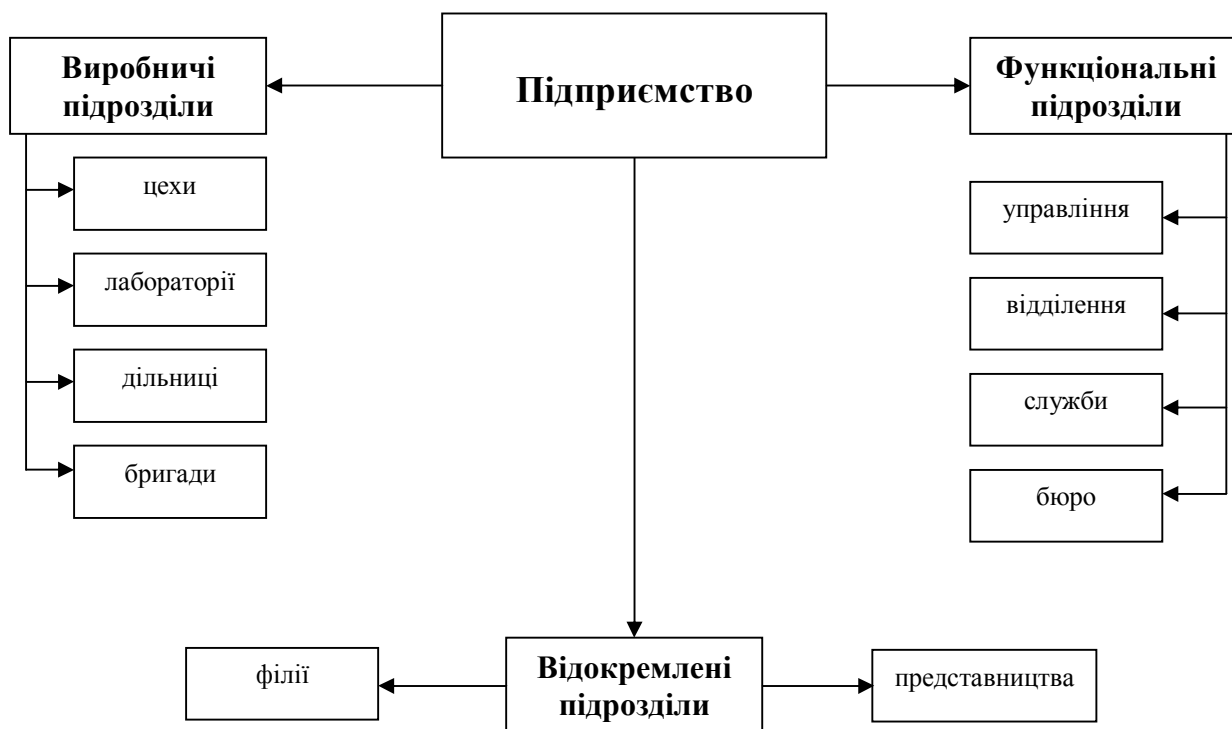 Виробничі
підрозділи
Підприємство
Функціональні
підрозділи
цехи
лабораторії
дільниці
бригади
управління
відділення
служби
бюро
філії
Відокремлені
підрозділи
представництва